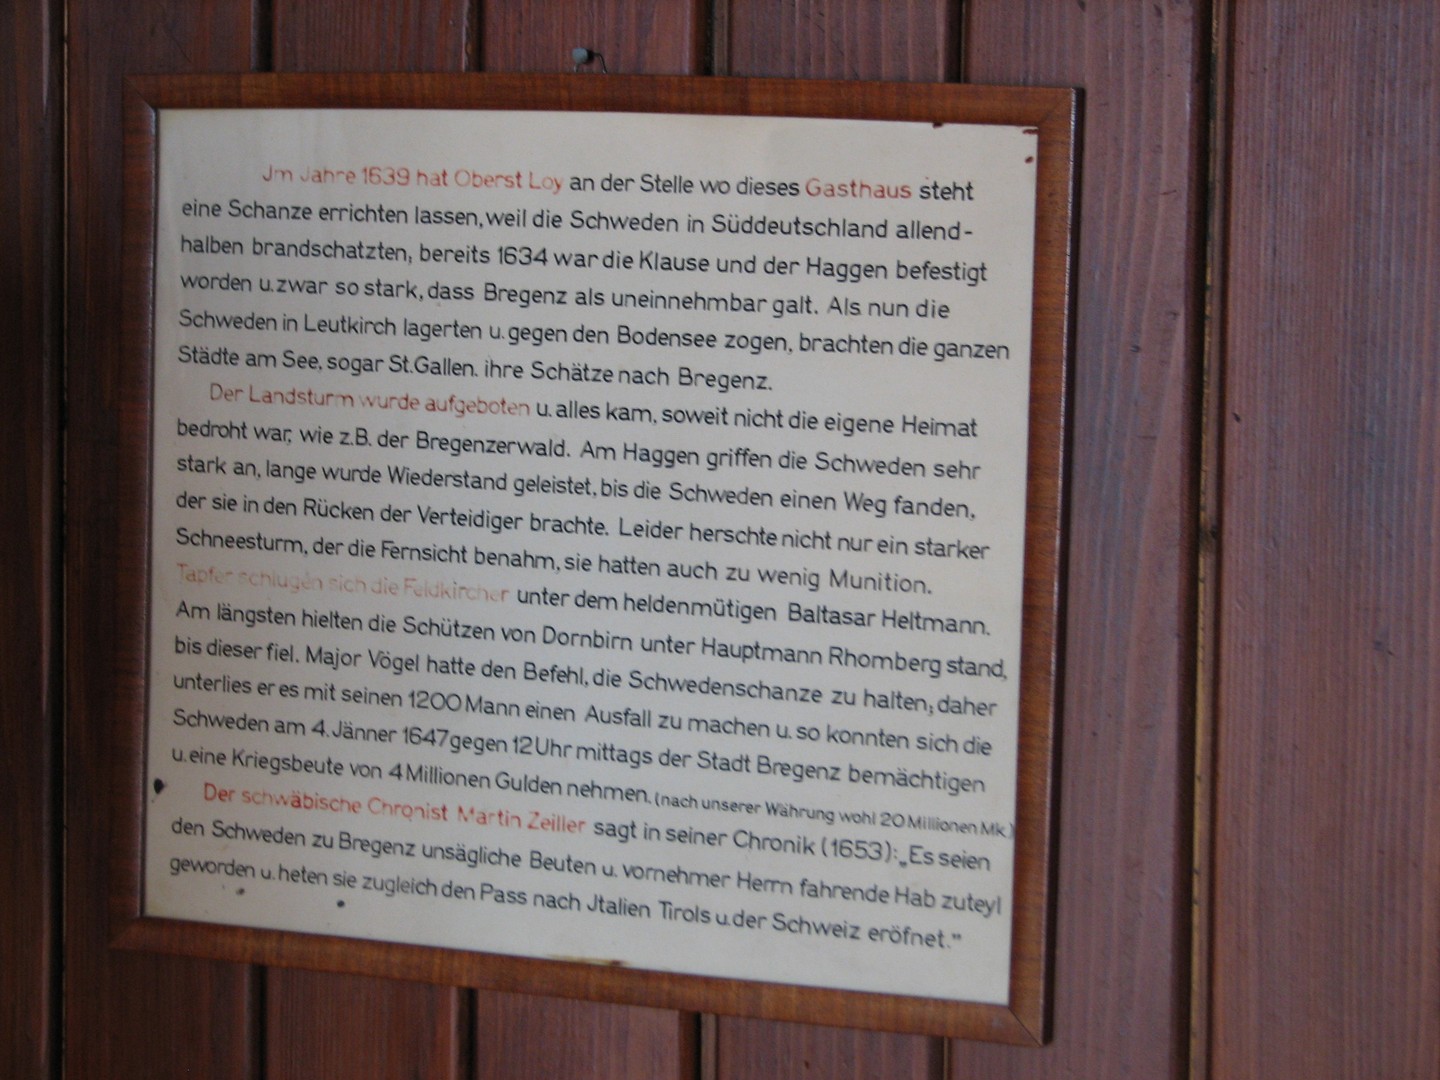 Jm Jahre 1639 hat Oberst Loy an der Stelle wo dieses Gasthaus steht
eine Schanze errichten lassen, weil die Schweden in Süddeutschland allend-
halben brandschatzten, bereits 1634 war die Klause und der Haggen befestigt
worden u. zwar so stark, dass Bregenz als uneinnehmbar galt. Als nun die
Schweden in Leutkirch lagerten u. gegen den Bodensee zogen, brachten die ganzen
Städte am See, sogar St. Gallen. ihre Schätze nach Bregenz.
Der Landsturm wurde aufgeboten u. alles kam, soweit nicht die eigene Heimat
bedroht war, wie z.B. der Bregenzerwald. Am Haggen griffen die Schweden sehr
stark an, lange wurde Wiederstand geleistet, bis die Schweden einen Weg fanden,
der sie in den Rücken der Verteidiger brachte. Leider herschte nicht nur ein starker
Schneesturm, der die Fernsicht benahm, sie hatten auch zu wenig Munition.
Tapfer schlugen sich die Feldkircher unter dem heldenmütigen Baltasar Heltmann.
Am längsten hielten die Schützen von Dornbirn unter Hauptmann Rhomberg stand,
bis dieser fiel. Major Vögel hatte den Befehl, die Schwedenschanze zu halten, daher
unterlies er es mit seinen 1200 Mann einen Ausfall zu machen u. so konnten sich die
Schweden am 4. Jänner 1647 gegen 12 Uhr mittags der Stadt Bregenz bemächtigen
u. eine Kriegsbeute von 4 Millionen Gulden nehmen. (nach unserer Währung wohl 20 Millionen Mk.)
Der schwäbische Chronist Martin Zeiller sagt in seiner Chronik (1653): „Es seien
den Schweden zu Bregenz unsägliche Beuten u. vornehmer Herrn fahrende Hab zuteyl
geworden u. heten sie zugleich den Pass nach Jtalien Tirols u. der Schweiz eröfnet."